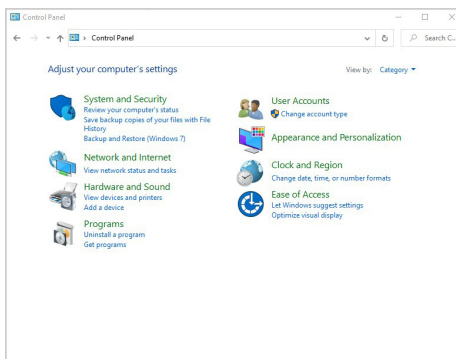 Control Panel
Control Panel
Search C...
Adjust your computer's settings
View by: Category
System and Security
Review your computer's status
Save backup copies of your files with File
History
Backup and Restore (Windows 7)
Network and Internet
View network status and tasks
Hardware and Sound
View devices and printers
Add a device
Programs
Uninstall a program
Get programs
User Accounts
Change account type
Appearance and Personalization
Clock and Region
Change date, time, or number formats
Ease of Access
Let Windows suggest settings
Optimize visual display